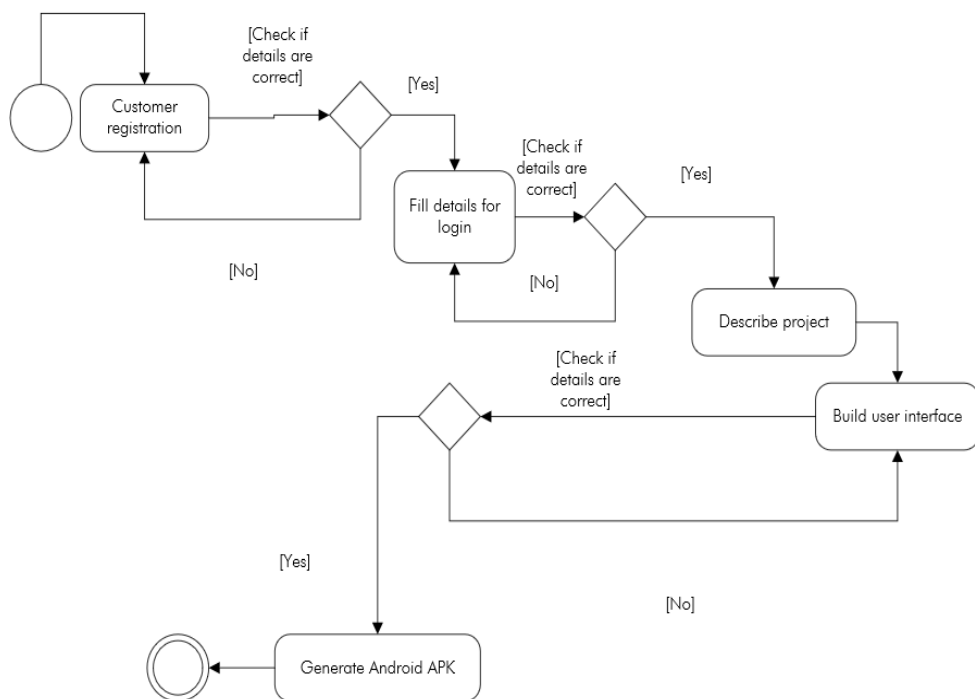 [Check if
details are
correct]
[Yes]
Customer
registration
[No]
[Check if
details are
correct]
[Yes]
Fill details for
login
[No]
Describe project
[Check if
details are
correct]
Build user interface
[Yes]
[No]
Generate Android APK